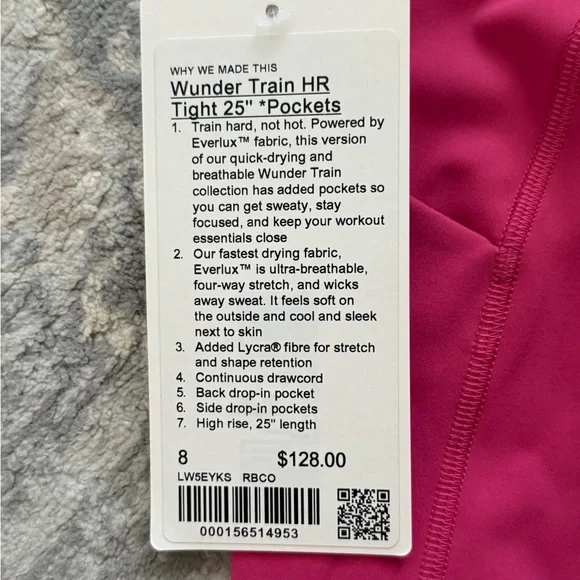 WHY WE MADE THIS
Wunder Train HR
Tight 25" *Pockets
1. Train hard, not hot. Powered by
Everlux™ fabric, this version
of our quick-drying and
breathable Wunder Train
collection has added pockets so
you can get sweaty, stay
focused, and keep your workout
essentials close
2. Our fastest drying fabric,
Everlux™ is ultra-breathable,
four-way stretch, and wicks
away sweat. It feels soft on
the outside and cool and sleek
next to skin
3. Added Lycra® fibre for stretch
and shape retention
4. Continuous drawcord
5. Back drop-in pocket
6. Side drop-in pockets
7. High rise, 25" length
8 $128.00
LW5EYKS RBCO
000156514953